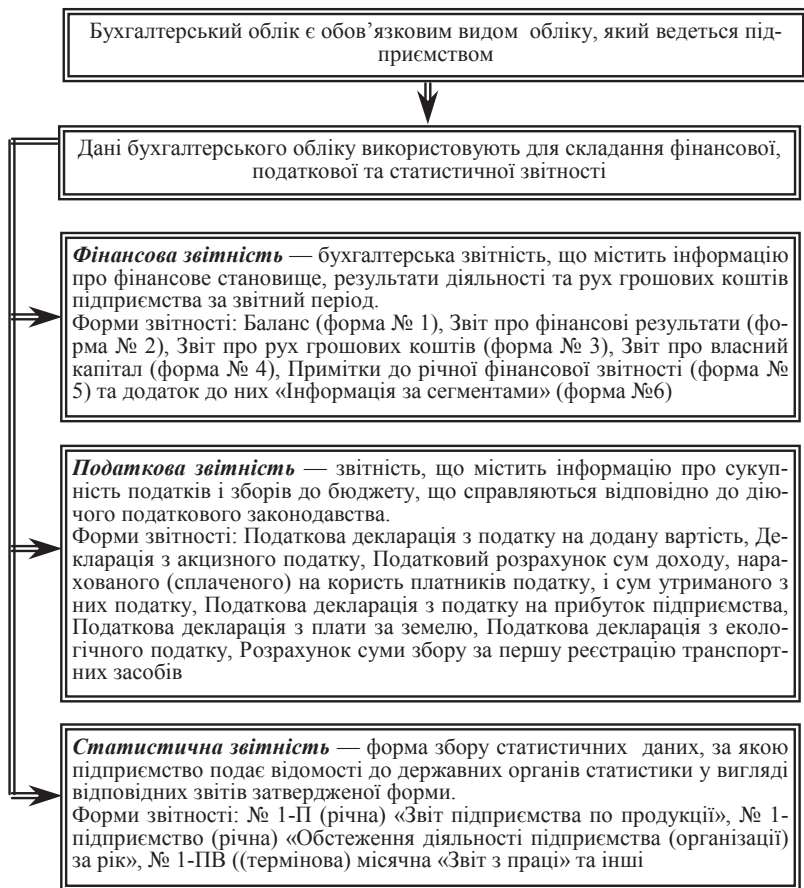 Бухгалтерський облік є обов’язковим видом обліку, який ведеться під-
приємством
Дані бухгалтерського обліку використовують для складання фінансової,
податкової та статистичної звітності
Фінансова звітність — бухгалтерська звітність, що містить інформацію
про фінансове становище, результати діяльності та рух грошових коштів
підприємства за звітний період.
Форми звітності: Баланс (форма № 1), Звіт про фінансові результати (фо-
рма № 2), Звіт про рух грошових коштів (форма № 3), Звіт про власний
капітал (форма № 4), Примітки до річної фінансової звітності (форма №
5) та додаток до них «Інформація за сегментами» (форма №6)
Податкова звітність — звітність, що містить інформацію про сукуп-
ність податків і зборів до бюджету, що справляються відповідно до дію-
чого податкового законодавства.
Форми звітності: Податкова декларація з податку на додану вартість, Де-
кларація з акцизного податку, Податковий розрахунок сум доходу, нара-
хованого (сплаченого) на користь платників податку, і сум утриманого з
них податку, Податкова декларація з податку на прибуток підприємства,
Податкова декларація з плати за земелю, Податкова декларація з еколо-
гічного податку, Розрахунок суми збору за першу реєстрацію транспорт-
них засобів
Статистична звітність — форма збору статистичних даних, за якою
підприємство подає відомості до державних органів статистики у вигляді
відповідних звітів затвердженої форми.
Форми звітності: № 1-П (річна) «Звіт підприємства по продукції», № 1-
підприємство (річна) «Обстеження діяльності підприємства (організації)
за рік», № 1-ПВ ((термінова) місячна «Звіт з праці» та інші